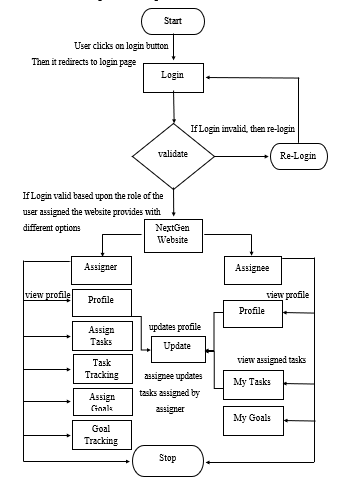 Start
User clicks on login button
Then it redirects to login page
Login
If Login invalid, then re-login
validate
Re-Login
If Login valid based upon the role of the
user assigned the website provides with
different options
NextGen
Website
Assigner
Assignee
view profile
view profile
Profile
Profile
Assign
Tasks
updates profile
Update
Task
Tracking
view assigned tasks
assignee updates
tasks assigned by
assigner
My Tasks
Assign
Goals
My Goals
Goal
Tracking
Stop